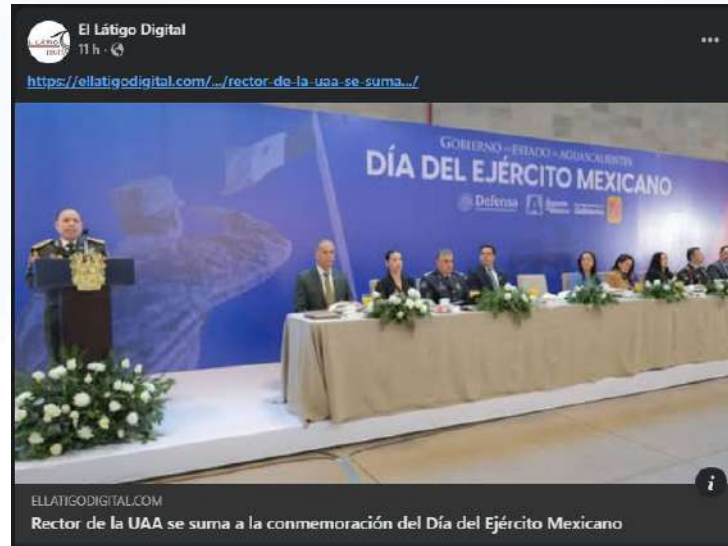 El Látigo Digital
11 h
https://ellatigodigital.com/.../rector-de-la-uaa-se-suma.../
GOBIERNO DEL ESTADO DE AGUASCALIENTES
DÍA DEL EJÉRCITO MEXICANO
Defensa
ELLATIGODIGITAL.COM
Rector de la UAA se suma a la conmemoración del Día del Ejército Mexicano